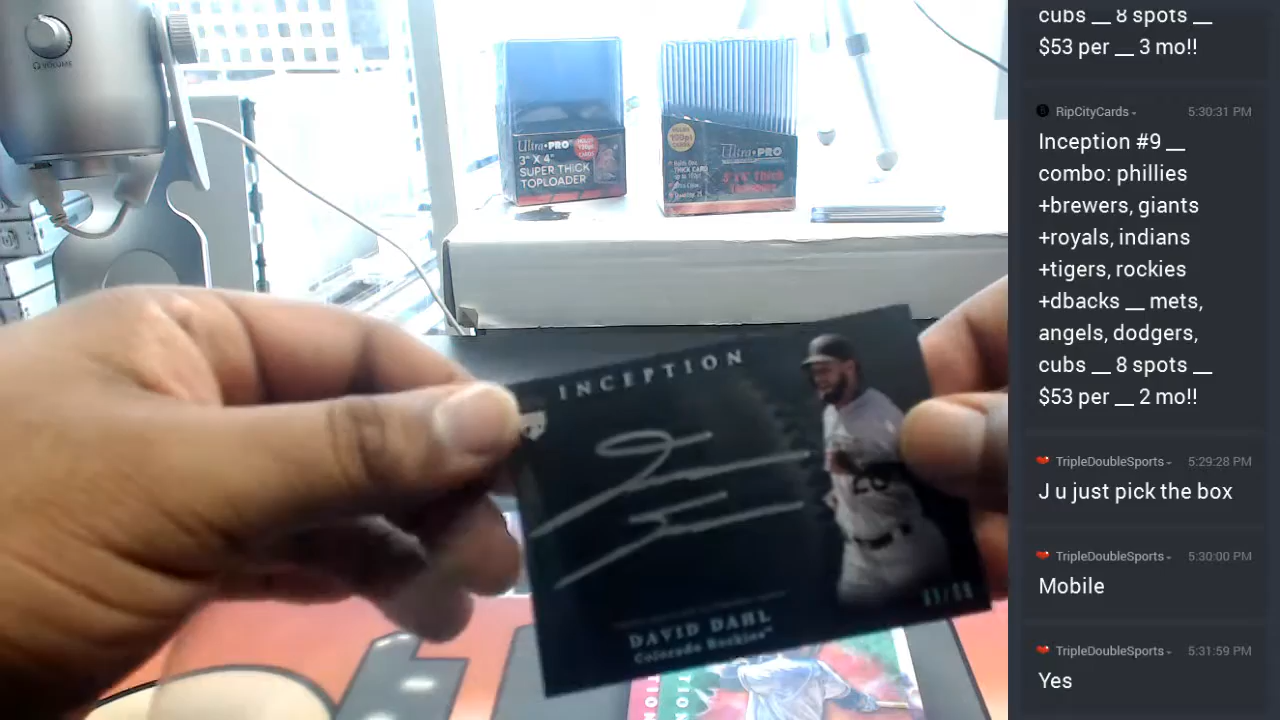 VOLUME
Ultra•PRO
3" X 4"
SUPER THICK
TOPLOADER
Ultra•PRO
INCEPTION
DAVID DAHL
Colorado Rockies™
cubs __ 8 spots __
$53 per __ 3 mo!!
RipCityCards
5:30:31 PM
Inception #9 __
combo: phillies
+brewers, giants
+royals, indians
+tigers, rockies
+dbacks __ mets,
angels, dodgers,
cubs __ 8 spots __
$53 per __ 2 mo!!
TripleDoubleSports
5:29:28 PM
J u just pick the box
TripleDoubleSports
5:30:00 PM
Mobile
TripleDoubleSports
5:31:59 PM
Yes